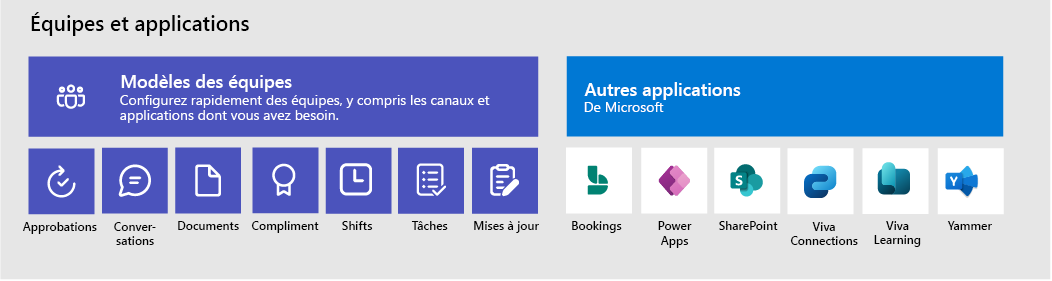 Équipes et applications
Modèles des équipes
Configurez rapidement des équipes, y compris les canaux et
applications dont vous avez besoin.
Autres applications
De Microsoft
Approbations
Conver-
sations
Documents
Compliment
Shifts
Tâches
Mises à jour
Bookings
Power
Apps
S
SharePoint
Viva
Connections
Viva
Learning
Y
Yammer